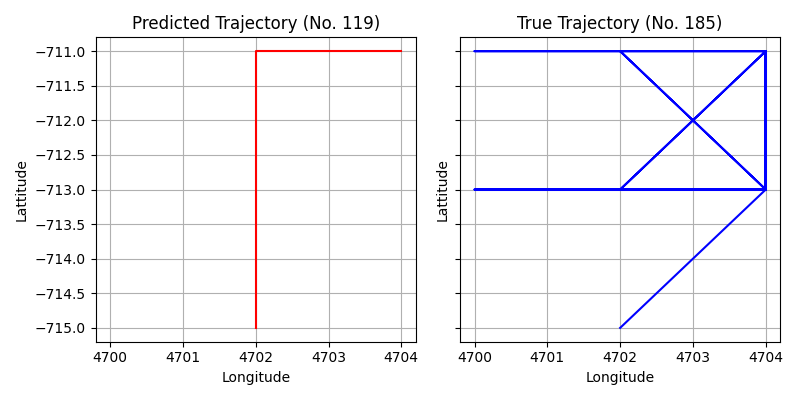 Predicted Trajectory (No. 119)
True Trajectory (No. 185)
−711.0
−711.5
−712.0
−712.5
−713.0
−713.5
−714.0
−714.5
−715.0
Lattitude
Lattitude
4700 4701 4702 4703 4704
4700 4701 4702 4703 4704
Longitude
Longitude